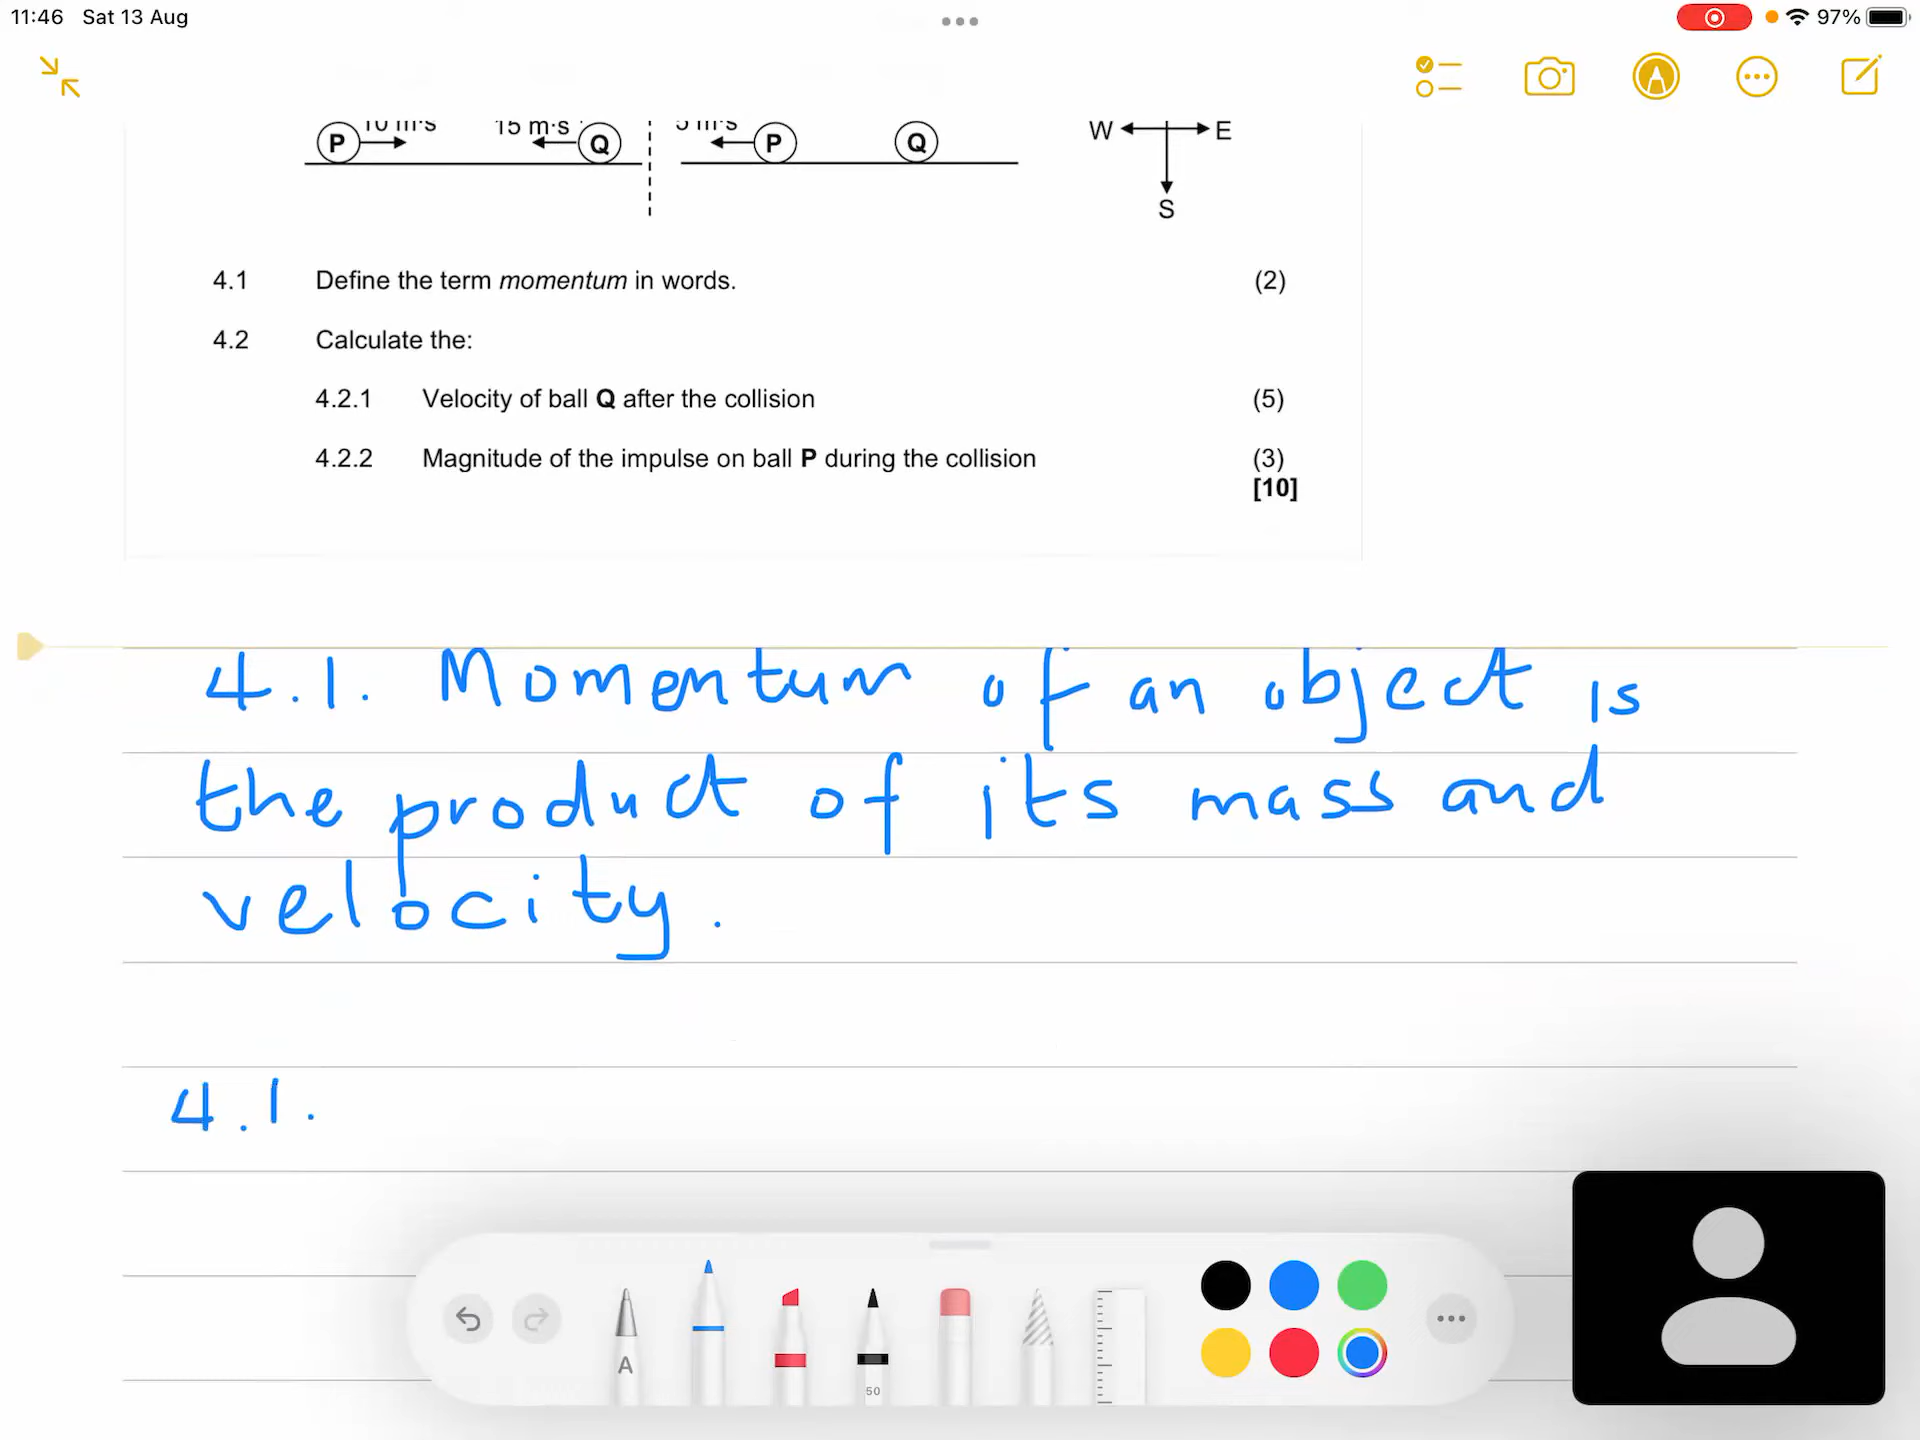 11:46 Sat 13 Aug 97%
P 10 m·s 15 m·s Q 5 m·s P Q W E
S
4.1 Define the term momentum in words. (2)
4.2 Calculate the:
4.2.1 Velocity of ball Q after the collision (5)
4.2.2 Magnitude of the impulse on ball P during the collision (3)
[10]
4.1. Momentum of an object is
the product of its mass and
velocity.
4.1.
A
50